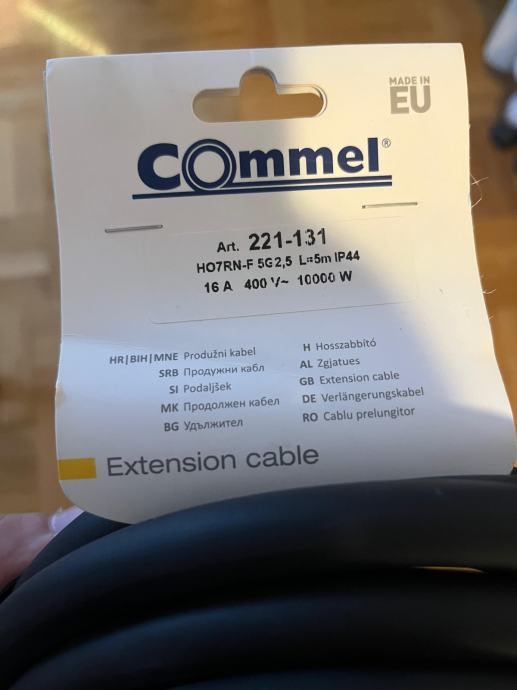 MADE IN
EU
Commel®
Art. 221-131
HO7RN-F 5G2,5 L=5m IP44
16 A 400 V~ 10000 W
HR|BIH|MNE Produžni kabel
SRB Продужни кабл
SI Podaljšek
MK Продолжен кабел
BG Удължител
H Hosszabbító
AL Zgjatues
GB Extension cable
DE Verlängerungskabel
RO Cablu prelungitor
Extension cable